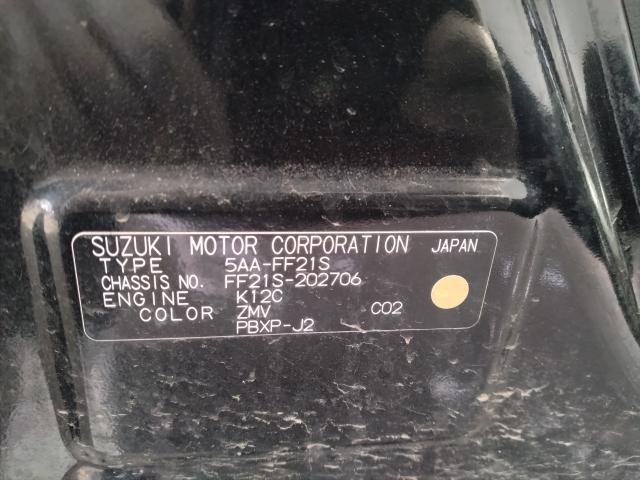 SUZUKI MOTOR CORPORATION JAPAN
TYPE 5AA-FF21S
CHASSIS NO. FF21S-202706
ENGINE K12C
COLOR ZMV C02
PBXP-J2